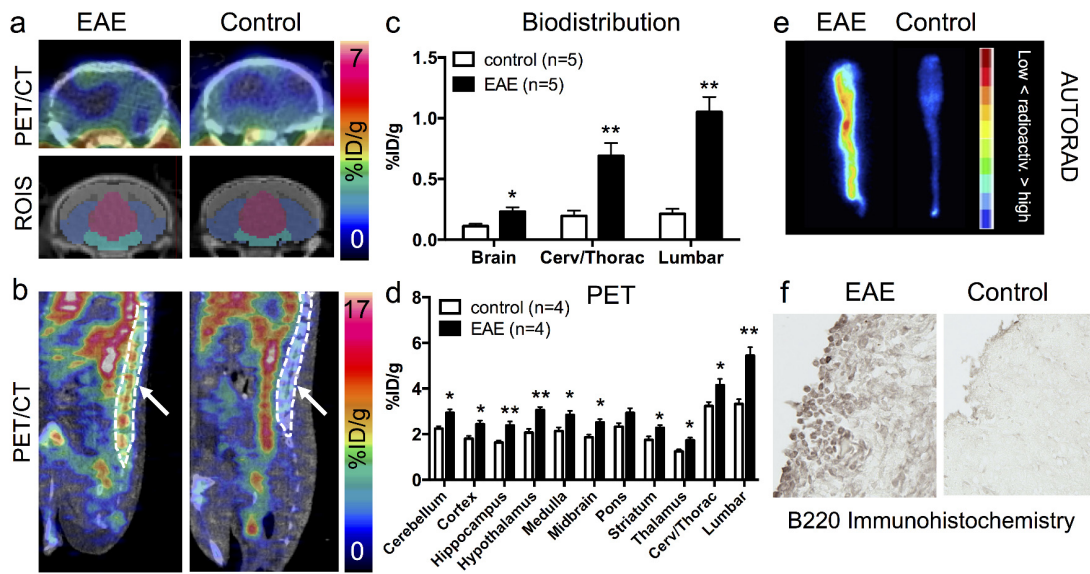 a
EAE
Control
PET/CT
ROIS
7
%ID/g
0
b
PET/CT
17
%ID/g
0
c
Biodistribution
control (n=5)
EAE (n=5)
%ID/g
1.5
1.0
0.5
0.0
*
**
**
Brain
Cerv/Thorac
Lumbar
d
PET
control (n=4)
EAE (n=4)
%ID/g
8
6
4
2
0
*
*
**
**
*
*
*
*
*
**
Cerebellum
Cortex
Hippocampus
Hypothalamus
Medulla
Midbrain
Pons
Striatum
Thalamus
Cerv/Thorac
Lumbar
e
EAE
Control
Low < radioactiv. > high
AUTORAD
f
EAE
Control
B220 Immunohistochemistry